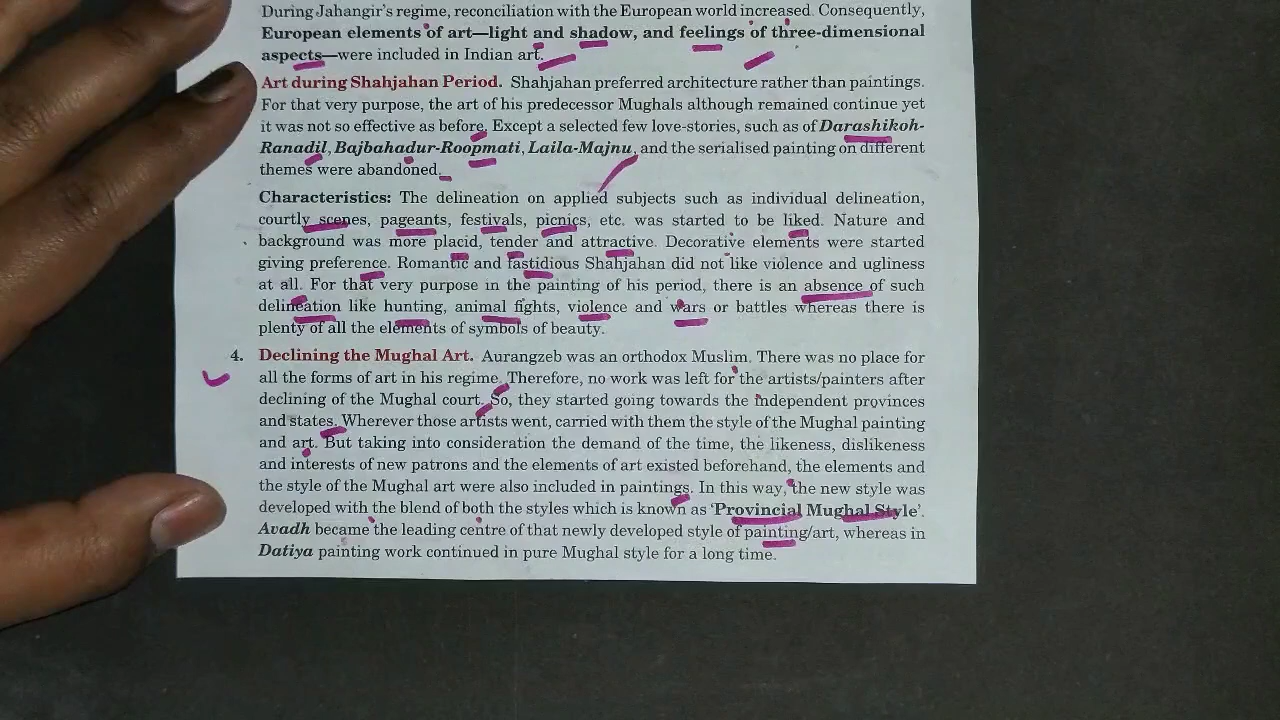 During Jahangir's regime, reconciliation with the European world increased. Consequently,
European elements of art—light and shadow, and feelings of three-dimensional
aspects—were included in Indian art.
Art during Shahjahan Period. Shahjahan preferred architecture rather than paintings.
For that very purpose, the art of his predecessor Mughals although remained continue yet
it was not so effective as before. Except a selected few love-stories, such as of Darashikoh-
Ranadil, Bajbahadur-Roopmati, Laila-Majnu, and the serialised painting on different
themes were abandoned.
Characteristics: The delineation on applied subjects such as individual delineation,
courtly scenes, pageants, festivals, picnics, etc. was started to be liked. Nature and
background was more placid, tender and attractive. Decorative elements were started
giving preference. Romantic and fastidious Shahjahan did not like violence and ugliness
at all. For that very purpose in the painting of his period, there is an absence of such
delineation like hunting, animal fights, violence and wars or battles whereas there is
plenty of all the elements of symbols of beauty.
4. Declining the Mughal Art. Aurangzeb was an orthodox Muslim. There was no place for
all the forms of art in his regime. Therefore, no work was left for the artists/painters after
declining of the Mughal court. So, they started going towards the independent provinces
and states. Wherever those artists went, carried with them the style of the Mughal painting
and art. But taking into consideration the demand of the time, the likeness, dislikeness
and interests of new patrons and the elements of art existed beforehand, the elements and
the style of the Mughal art were also included in paintings. In this way, the new style was
developed with the blend of both the styles which is known as 'Provincial Mughal Style'.
Avadh became the leading centre of that newly developed style of painting/art, whereas in
Datiya painting work continued in pure Mughal style for a long time.